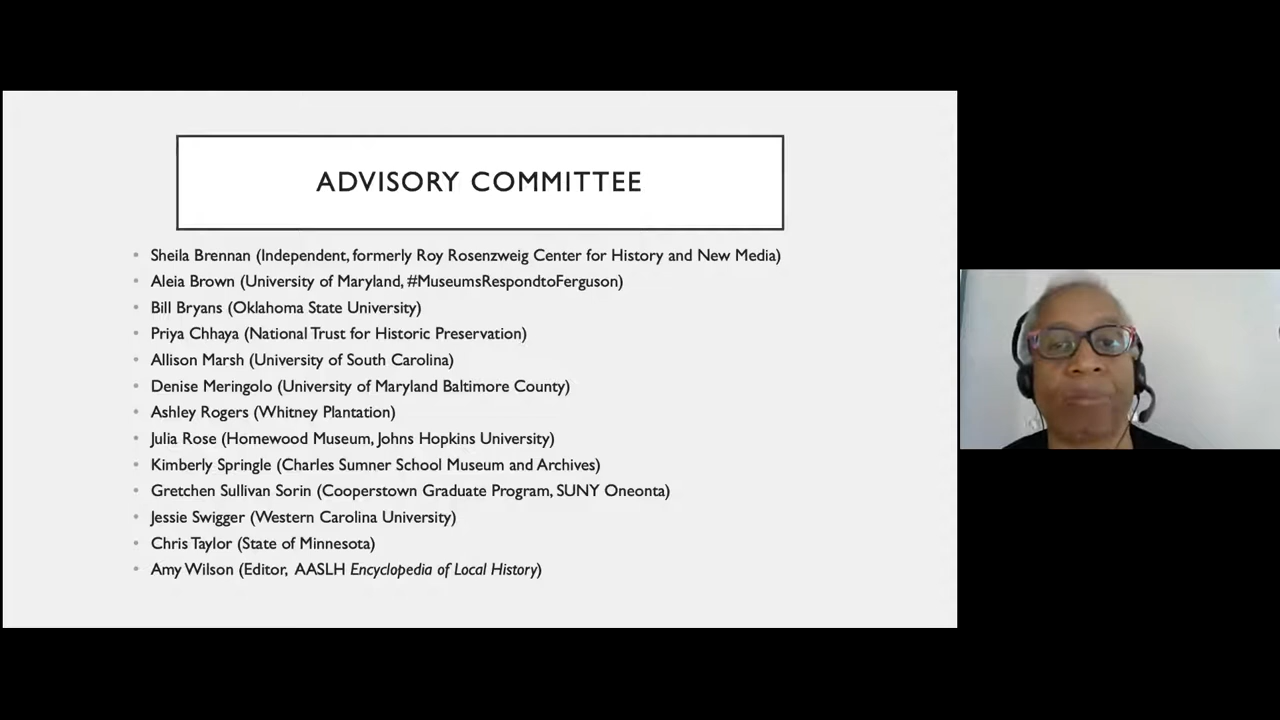 ADVISORY COMMITTEE
• Sheila Brennan (Independent, formerly Roy Rosenzweig Center for History and New Media)
• Aleia Brown (University of Maryland, #MuseumsRespondtoFerguson)
• Bill Bryans (Oklahoma State University)
• Priya Chhaya (National Trust for Historic Preservation)
• Allison Marsh (University of South Carolina)
• Denise Meringolo (University of Maryland Baltimore County)
• Ashley Rogers (Whitney Plantation)
• Julia Rose (Homewood Museum, Johns Hopkins University)
• Kimberly Springle (Charles Sumner School Museum and Archives)
• Gretchen Sullivan Sorin (Cooperstown Graduate Program, SUNY Oneonta)
• Jessie Swigger (Western Carolina University)
• Chris Taylor (State of Minnesota)
• Amy Wilson (Editor, AASLH Encyclopedia of Local History)